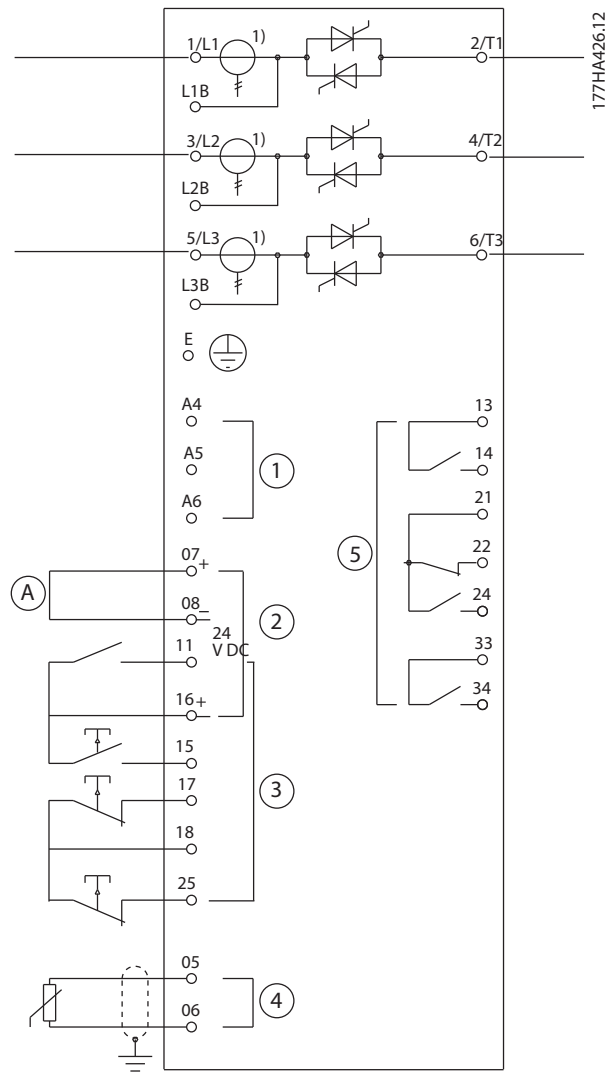 177HA426.12
1/L1 1) 2/T1
L1B
3/L2 1) 4/T2
L2B
5/L3 1) 6/T3
L3B
E
A4
A5
A6
1
13
14
21
22
24
33
34
5
A
07 +
08 −
24
V DC
2
11
16 +
15
17
18
25
3
05
06
4